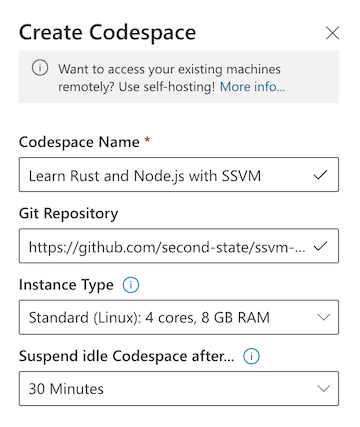 Create Codespace
Want to access your existing machines
remotely? Use self-hosting! More info...
Codespace Name *
Learn Rust and Node.js with SSVM
Git Repository
https://github.com/second-state/ssvm-...
Instance Type
Standard (Linux): 4 cores, 8 GB RAM
Suspend idle Codespace after...
30 Minutes